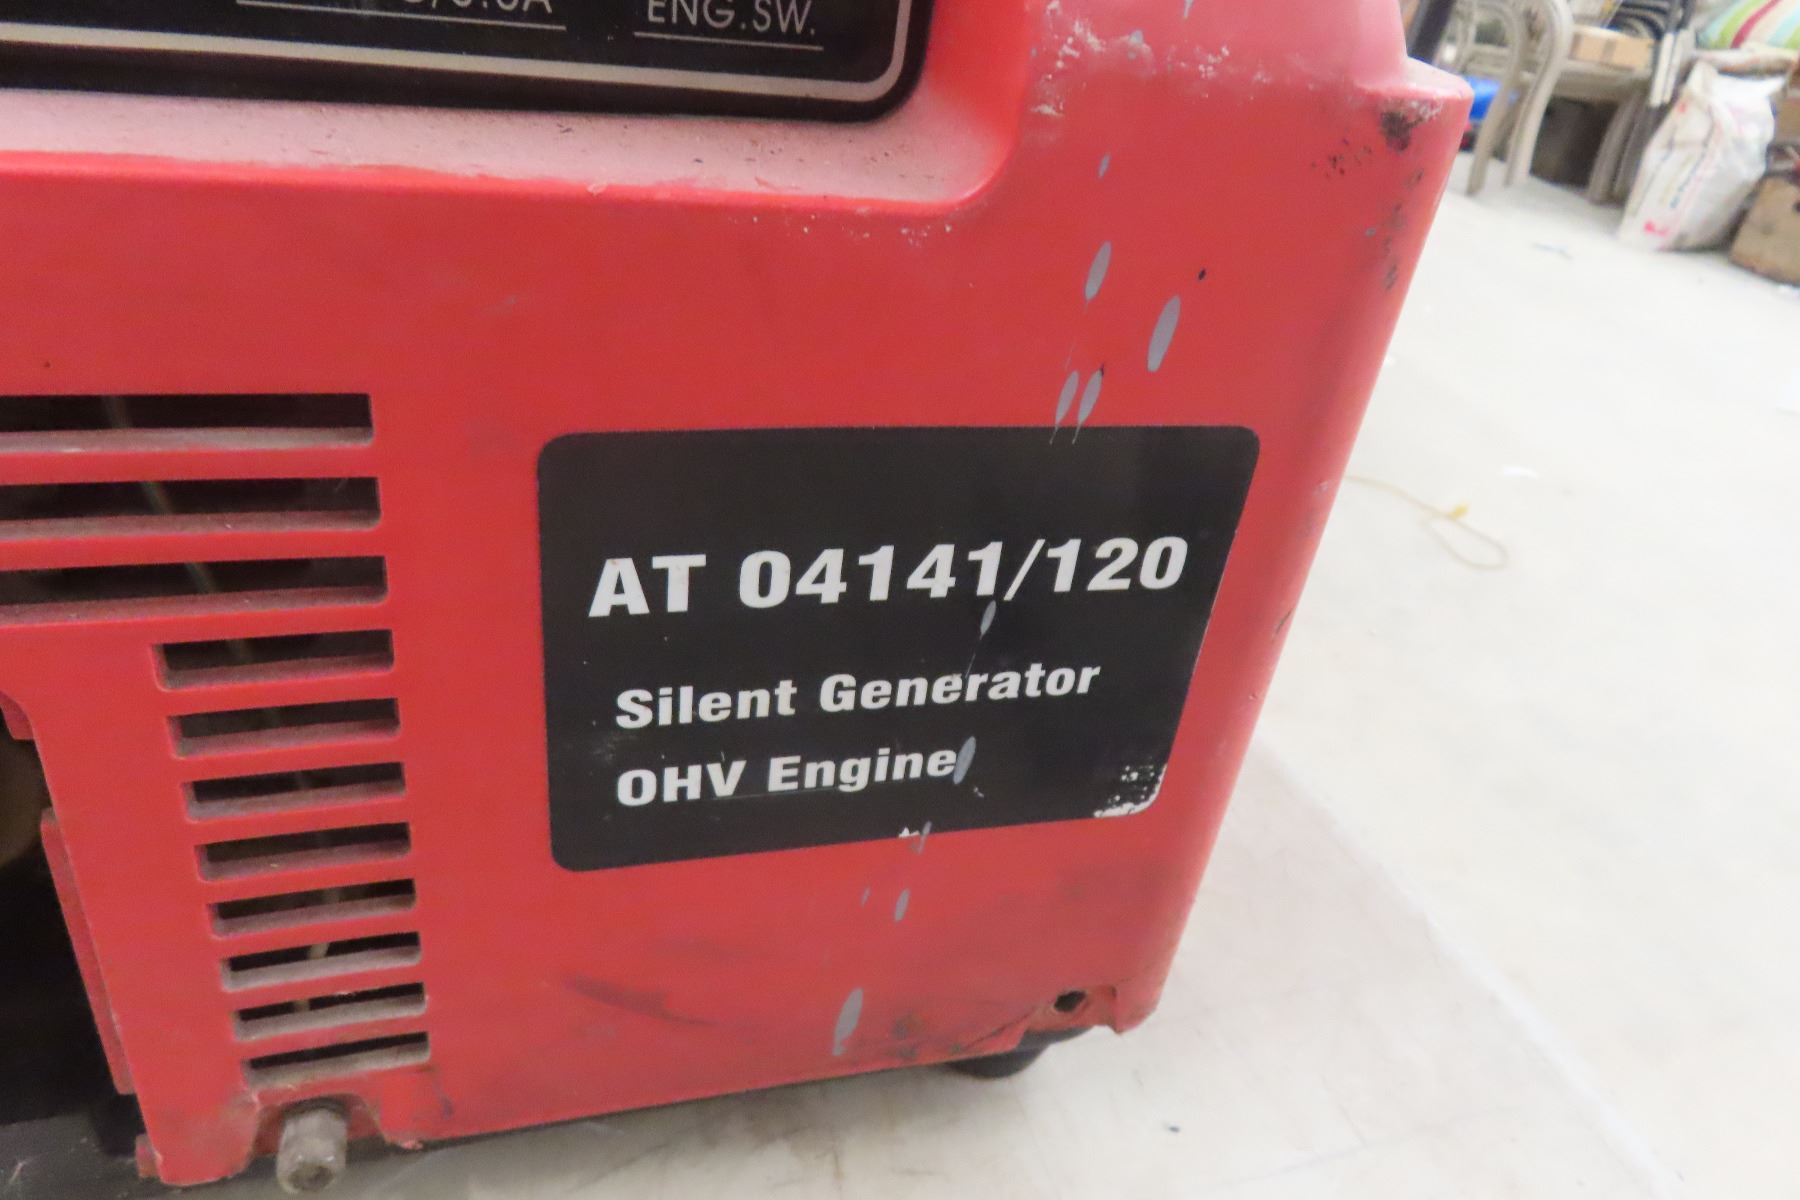 ENG.SW.
AT 04141/120
Silent Generator
OHV Engine